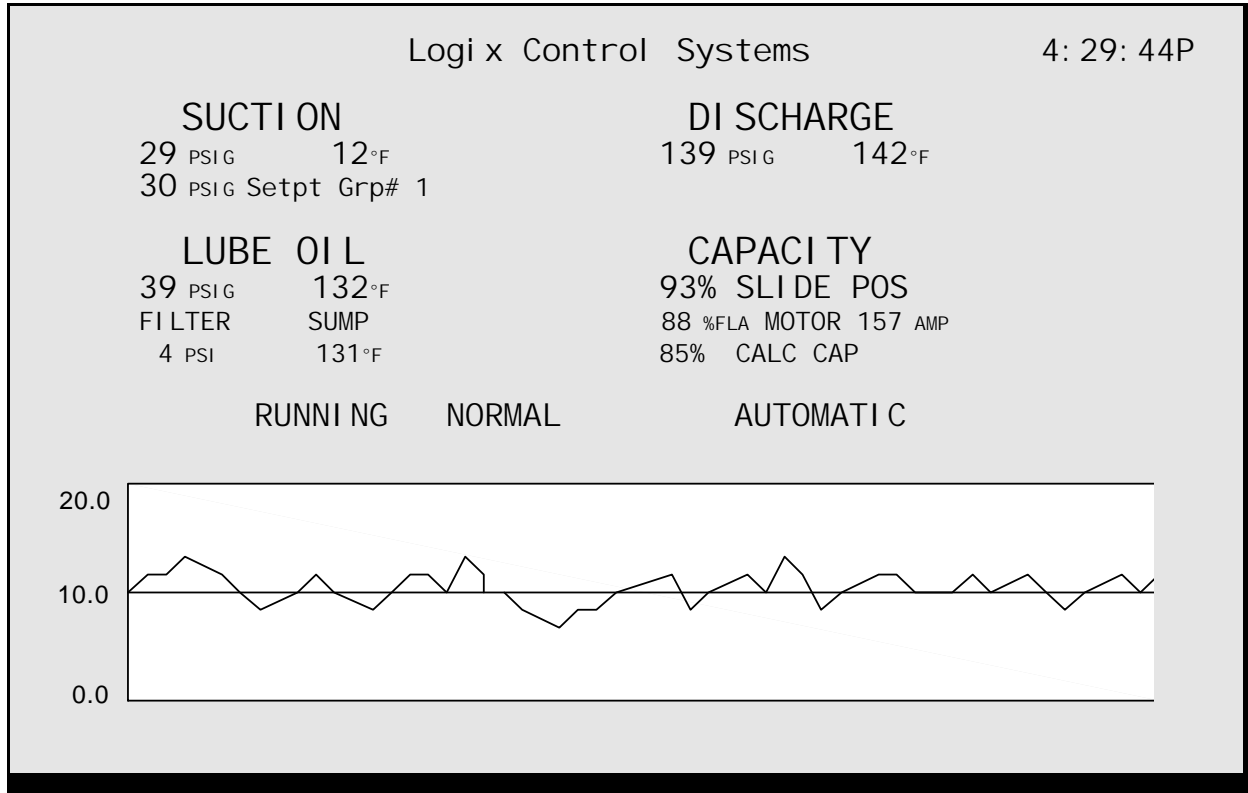 Logix Control Systems 4:29:44P
SUCTION DISCHARGE
29 PSIG 12°F 139 PSIG 142°F
30 PSIG Setpt Grp# 1
LUBE OIL CAPACITY
39 PSIG 132°F 93% SLIDE POS
FILTER SUMP 88 %FLA MOTOR 157 AMP
4 PSI 131°F 85% CALC CAP
RUNNING NORMAL AUTOMATIC
20.0
10.0
0.0